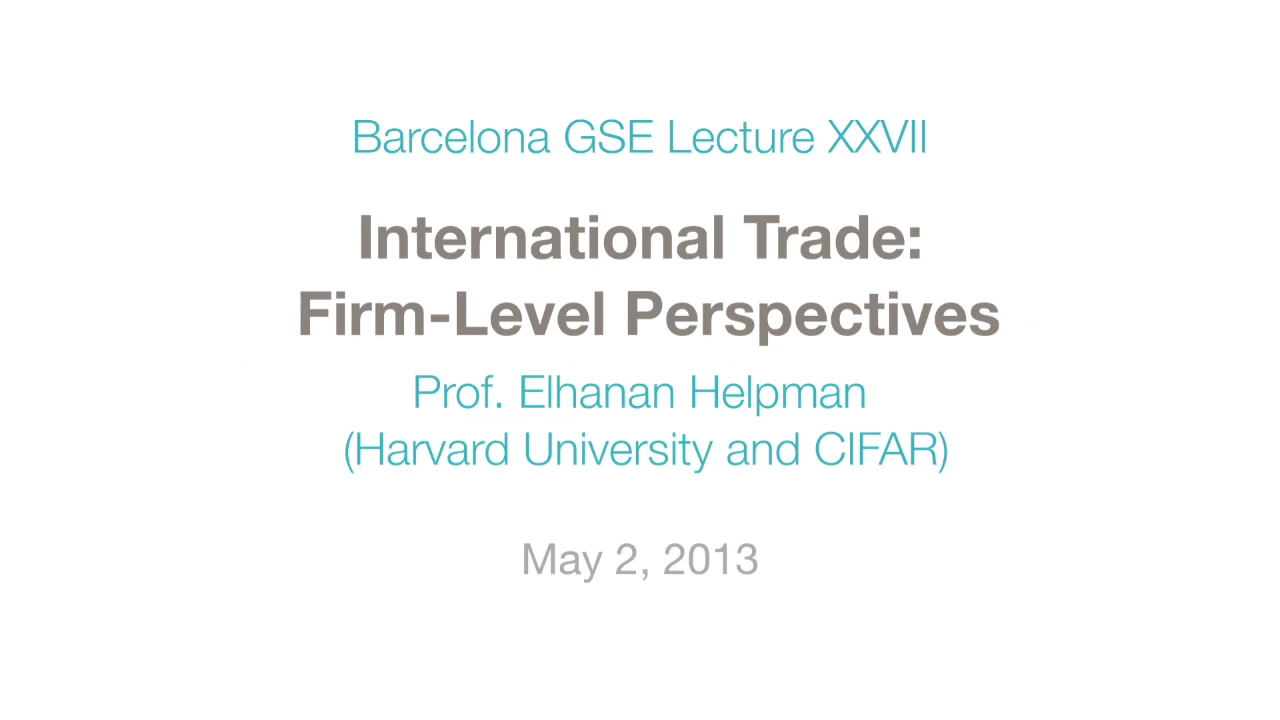 Barcelona GSE Lecture XXVII
International Trade:
Firm-Level Perspectives
Prof. Elhanan Helpman
(Harvard University and CIFAR)
May 2, 2013